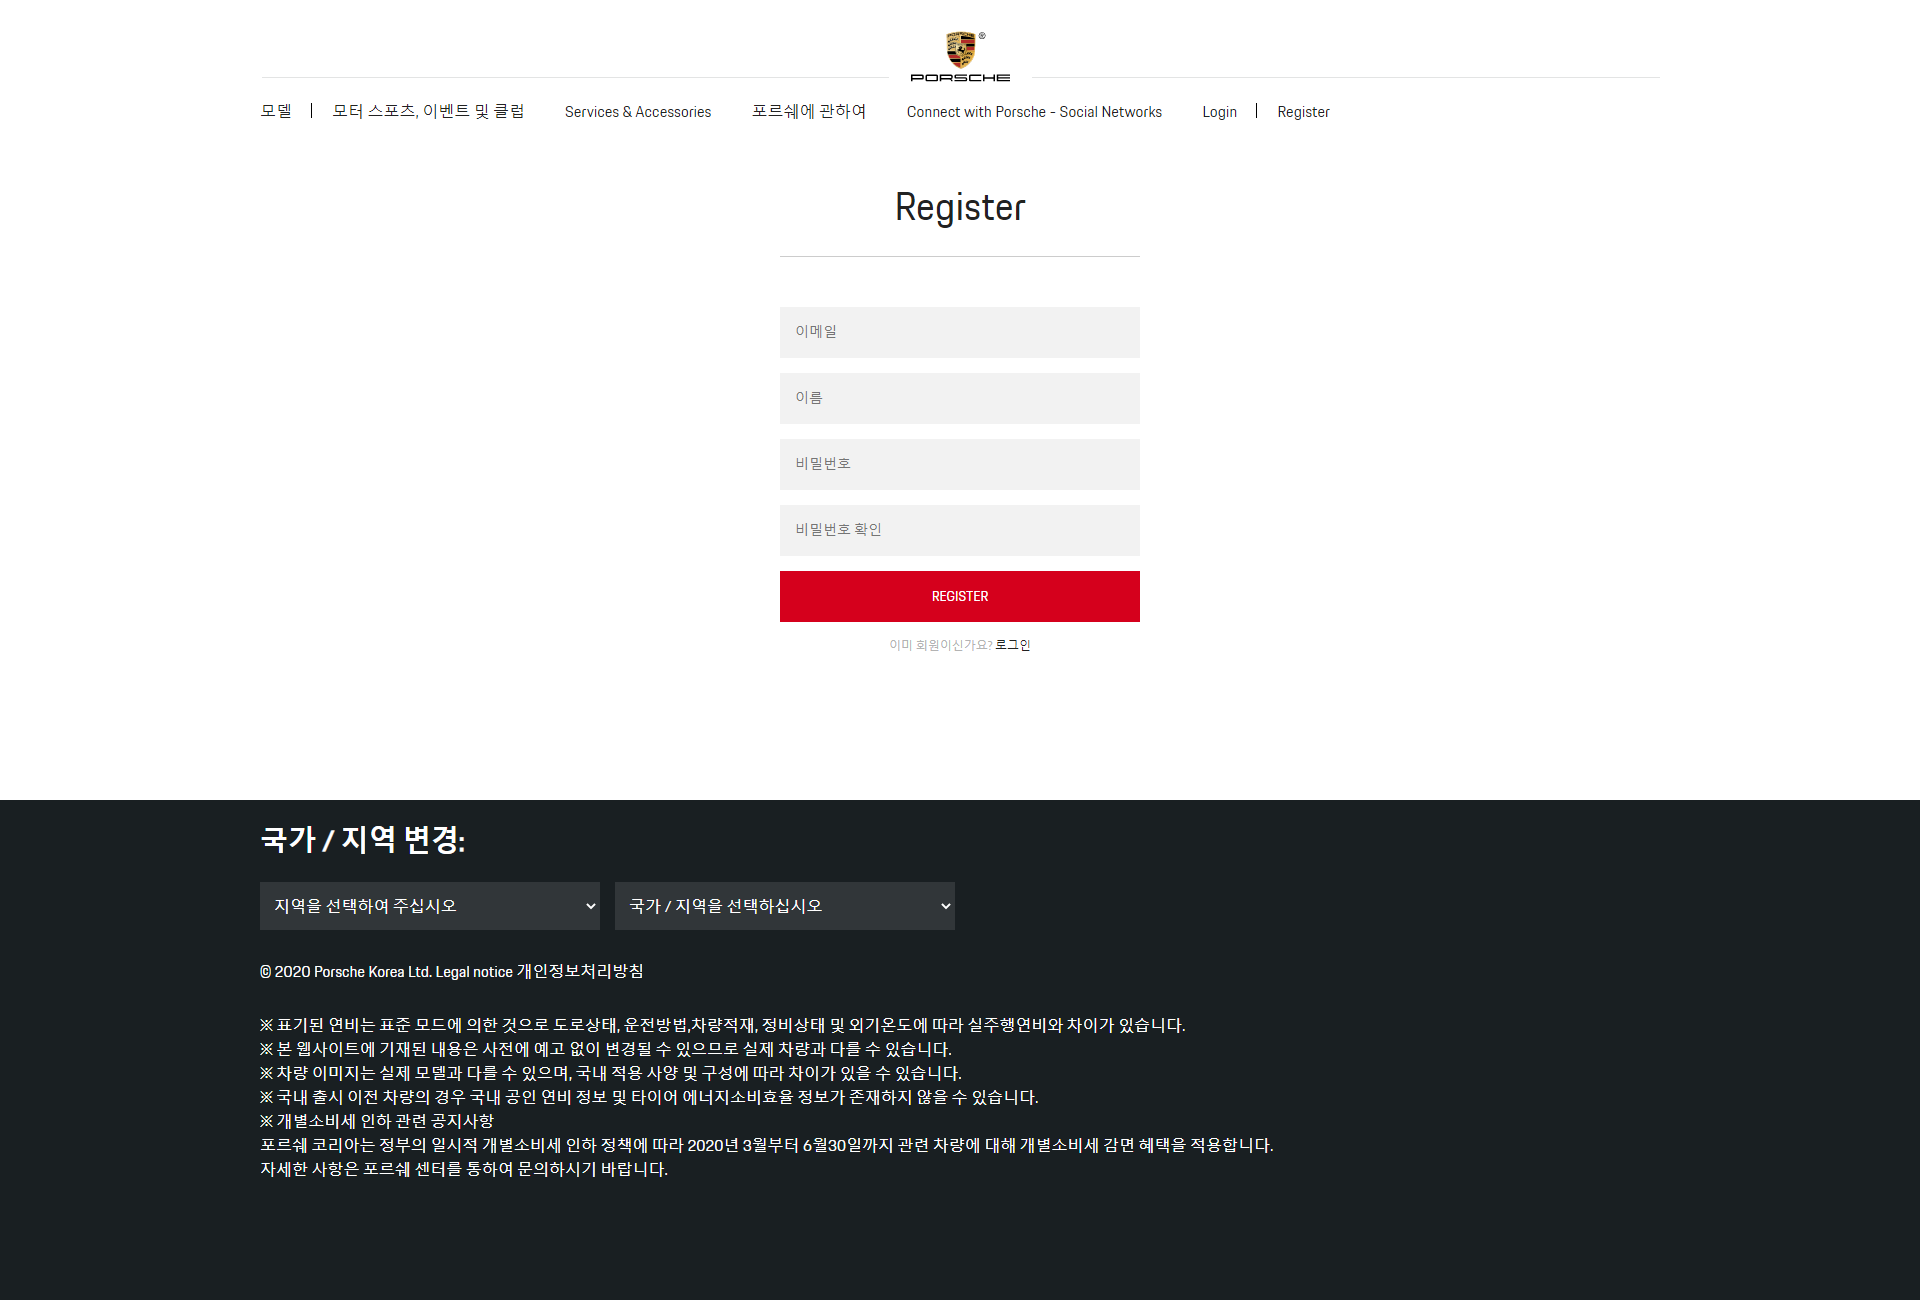 PORSCHE ®
모델 | 모터 스포츠, 이벤트 및 클럽 Services & Accessories 포르쉐에 관하여 Connect with Porsche - Social Networks Login | Register
Register
이메일
이름
비밀번호
비밀번호 확인
REGISTER
이미 회원이신가요? 로그인
국가 / 지역 변경:
지역을 선택하여 주십시오 국가 / 지역을 선택하십시오
© 2020 Porsche Korea Ltd. Legal notice 개인정보처리방침
※ 표기된 연비는 표준 모드에 의한 것으로 도로상태, 운전방법,차량적재, 정비상태 및 외기온도에 따라 실주행연비와 차이가 있습니다.
※ 본 웹사이트에 기재된 내용은 사전에 예고 없이 변경될 수 있으므로 실제 차량과 다를 수 있습니다.
※ 차량 이미지는 실제 모델과 다를 수 있으며, 국내 적용 사양 및 구성에 따라 차이가 있을 수 있습니다.
※ 국내 출시 이전 차량의 경우 국내 공인 연비 정보 및 타이어 에너지소비효율 정보가 존재하지 않을 수 있습니다.
※ 개별소비세 인하 관련 공지사항
포르쉐 코리아는 정부의 일시적 개별소비세 인하 정책에 따라 2020년 3월부터 6월30일까지 관련 차량에 대해 개별소비세 감면 혜택을 적용합니다.
자세한 사항은 포르쉐 센터를 통하여 문의하시기 바랍니다.